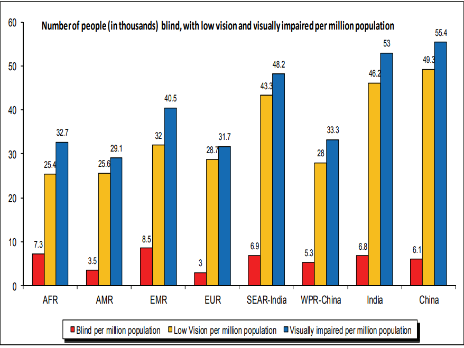 Number of people (in thousands) blind, with low vision and visually impaired per million population
60
50
40
30
20
10
0
7.3 25.4 32.7
3.5 25.6 29.1
8.5 32 40.5
3 28.7 31.7
6.9 43.3 48.2
5.3 28 33.3
6.8 46.2 53
6.1 49.3 55.4
AFR AMR EMR EUR SEAR-India WPR-China India China
Blind per million population Low Vision per million population Visually impaired per million population